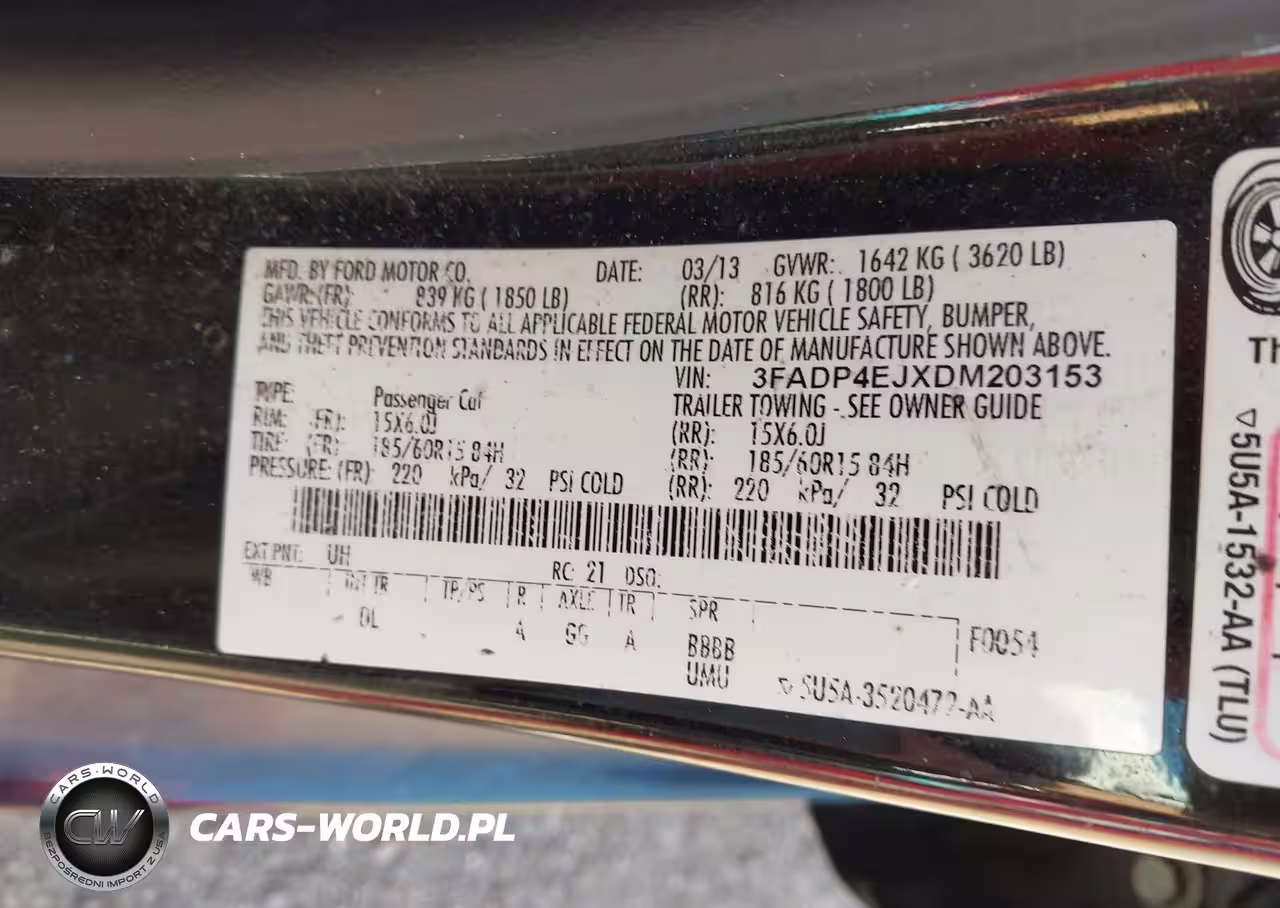 MFD. BY FORD MOTOR CO. DATE: 03/13 GVWR: 1642 KG ( 3620 LB)
GAWR:(FR): 839 KG ( 1850 LB) (RR): 816 KG ( 1800 LB)
THIS VEHICLE CONFORMS TO ALL APPLICABLE FEDERAL MOTOR VEHICLE SAFETY, BUMPER,
AND THEFT PREVENTION STANDARDS IN EFFECT ON THE DATE OF MANUFACTURE SHOWN ABOVE.
VIN: 3FADP4EJXDM203153
TYPE: Passenger Car TRAILER TOWING - SEE OWNER GUIDE
RIM: (FR): 15X6.0J (RR): 15X6.0J
TIRE: (FR): 185/60R15 84H (RR): 185/60R15 84H
PRESSURE: (FR): 220 kPa/ 32 PSI COLD (RR): 220 kPa/ 32 PSI COLD
EXT PNT: UH RC: 21 DSO:
WB INT TR TP/PS R AXLE TR SPR
DL A GG A BBBB F0054
UMU ▽ 5U5A-3520472-AA
TH
▽5U5A-1532-AA (TLU)
CARS-WORLD
CW
BEZPOŚREDNI IMPORT Z USA
CARS-WORLD.PL